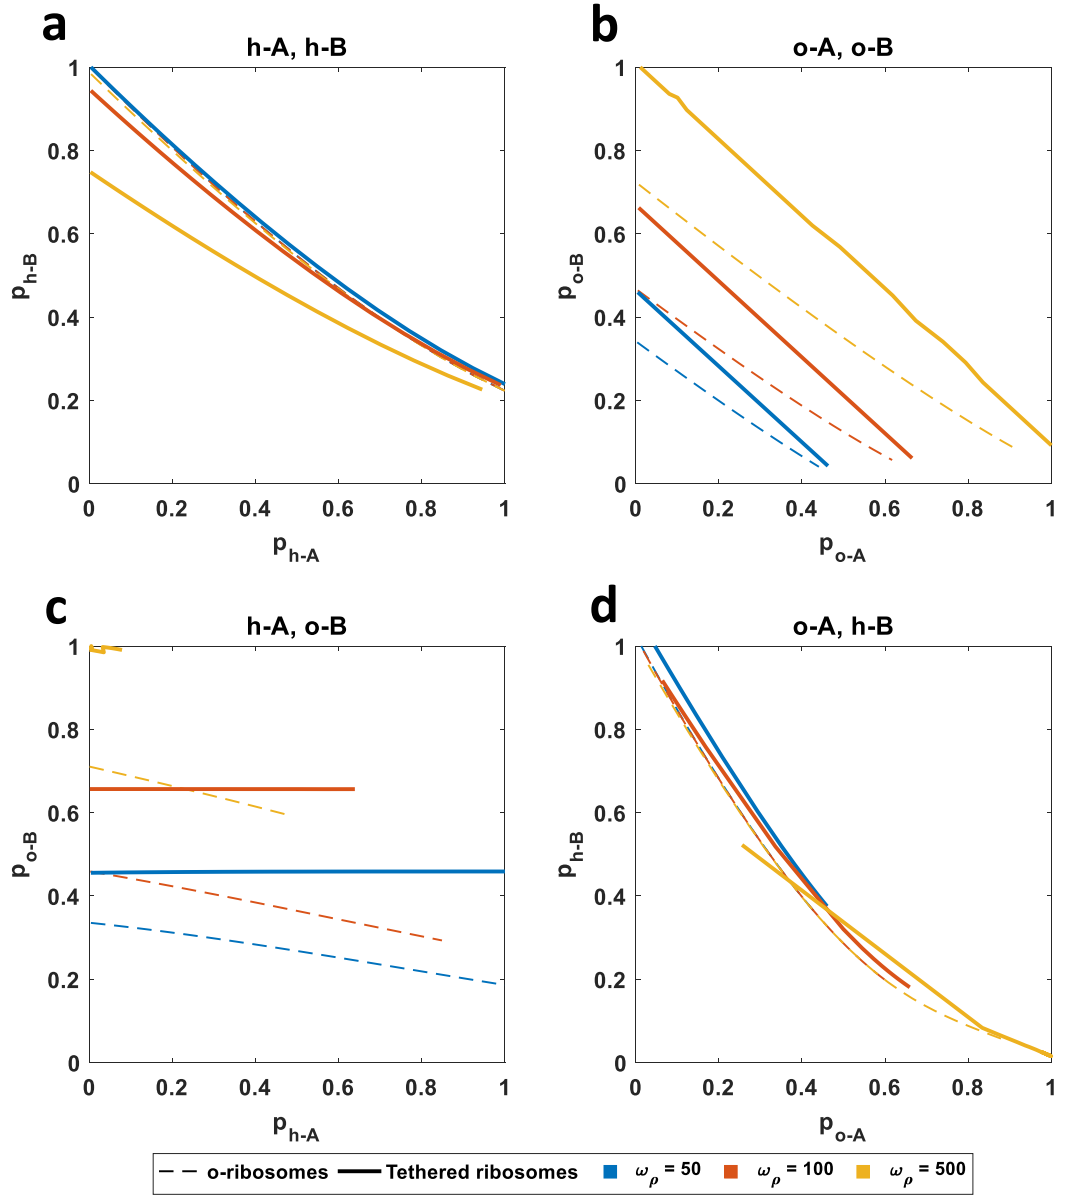 a
h-A, h-B
1
0.8
0.6
0.4
0.2
0
p_h-B
0 0.2 0.4 0.6 0.8 1
p_h-A
b
o-A, o-B
1
0.8
0.6
0.4
0.2
0
p_o-B
0 0.2 0.4 0.6 0.8 1
p_o-A
c
h-A, o-B
1
0.8
0.6
0.4
0.2
0
p_o-B
0 0.2 0.4 0.6 0.8 1
p_h-A
d
o-A, h-B
1
0.8
0.6
0.4
0.2
0
p_h-B
0 0.2 0.4 0.6 0.8 1
p_o-A
o-ribosomes Tethered ribosomes ω_ρ = 50 ω_ρ = 100 ω_ρ = 500